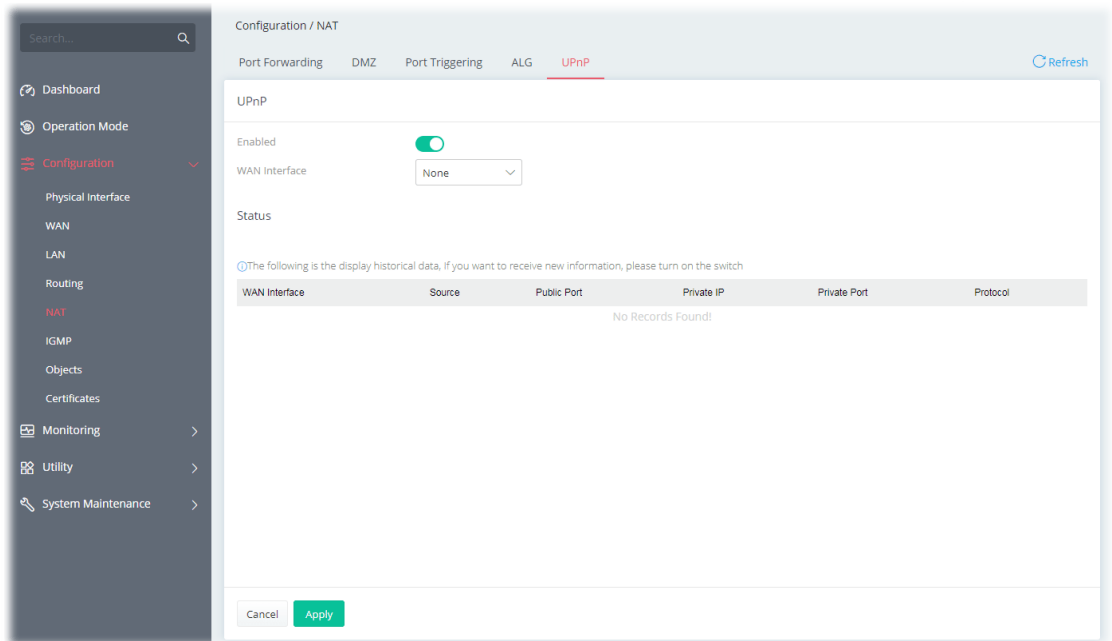 Search...
Dashboard
Operation Mode
Configuration
Physical Interface
WAN
LAN
Routing
NAT
IGMP
Objects
Certificates
Monitoring
Utility
System Maintenance
Configuration / NAT
Port Forwarding DMZ Port Triggering ALG UPnP Refresh
UPnP
Enabled
WAN Interface None
Status
The following is the display historical data, If you want to receive new information, please turn on the switch
WAN Interface Source Public Port Private IP Private Port Protocol
No Records Found!
Cancel Apply